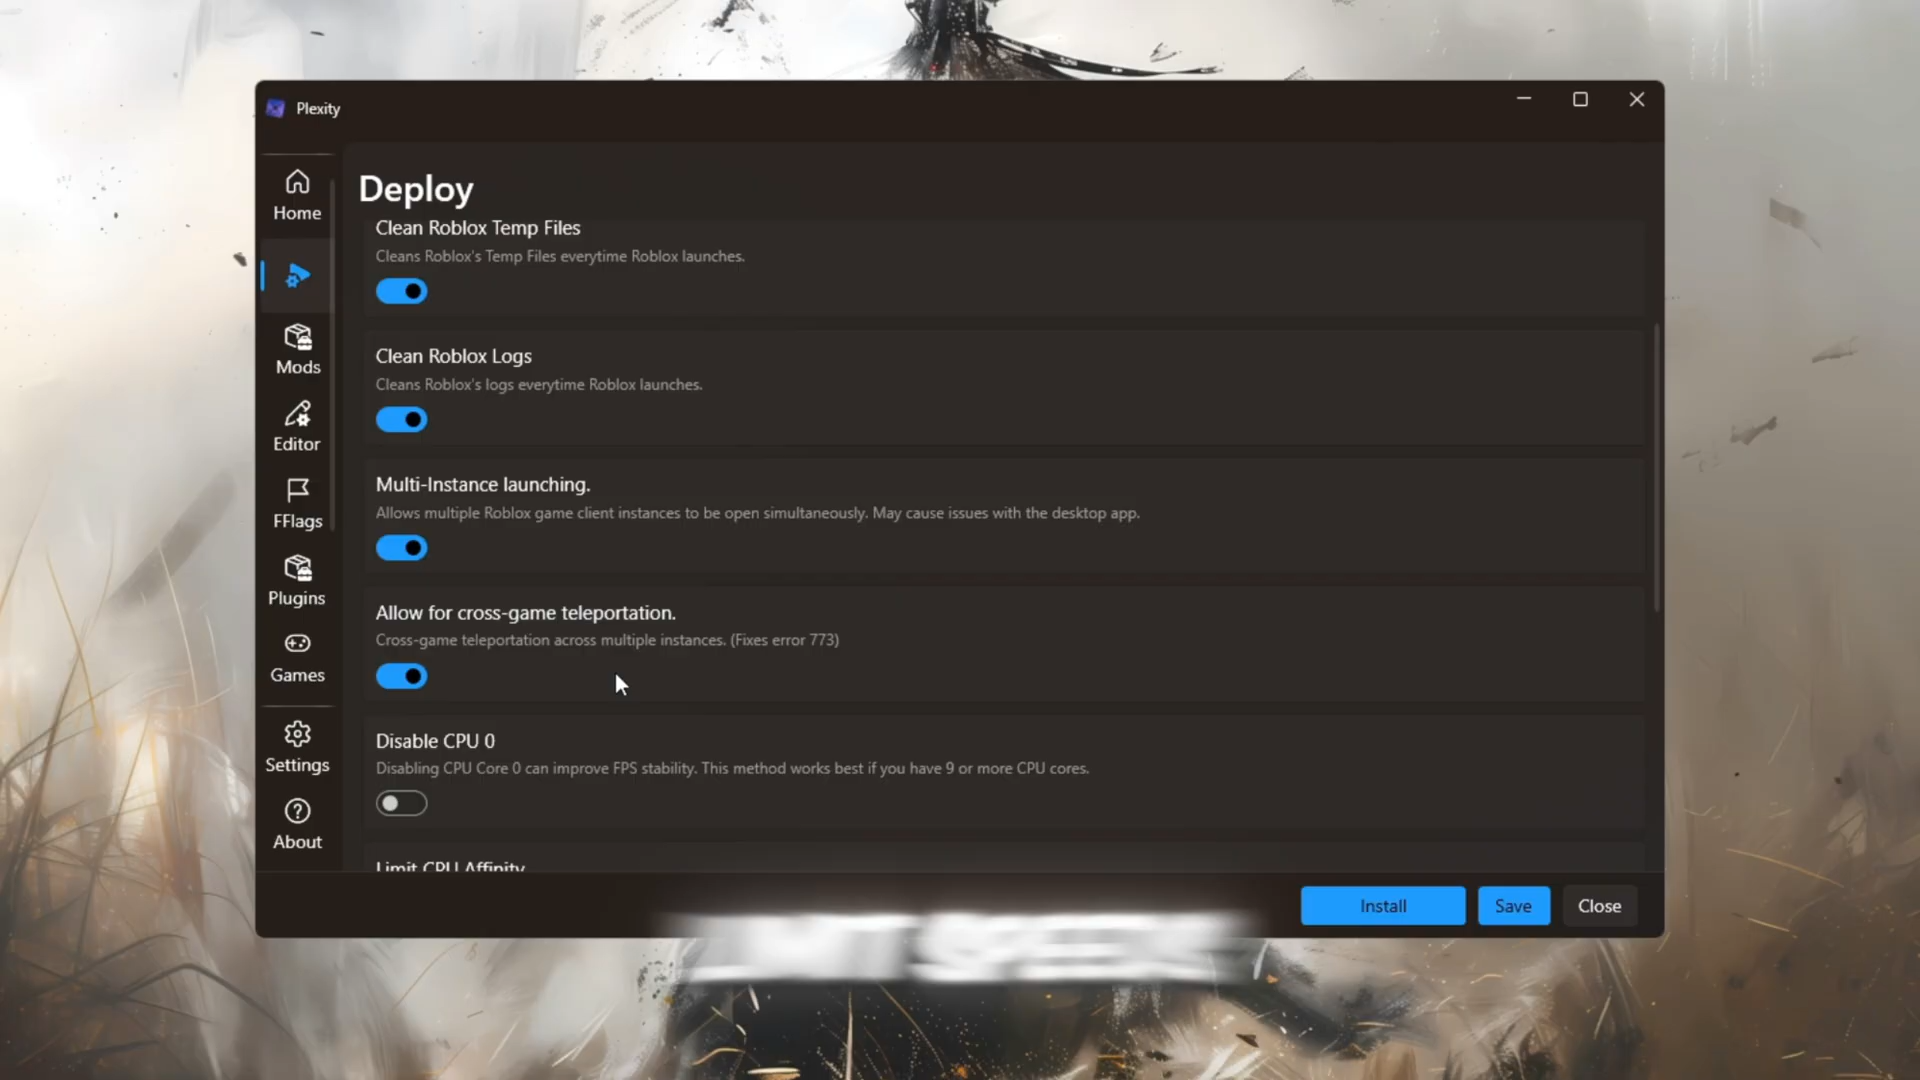 Plexity
Home
Mods
Editor
FFlags
Plugins
Games
Settings
About
Deploy
Clean Roblox Temp Files
Cleans Roblox's Temp Files everytime Roblox launches.
Clean Roblox Logs
Cleans Roblox's logs everytime Roblox launches.
Multi-Instance launching.
Allows multiple Roblox game client instances to be open simultaneously. May cause issues with the desktop app.
Allow for cross-game teleportation.
Cross-game teleportation across multiple instances. (Fixes error 773)
Disable CPU 0
Disabling CPU Core 0 can improve FPS stability. This method works best if you have 9 or more CPU cores.
Limit CPU Affinity
Install
Save
Close